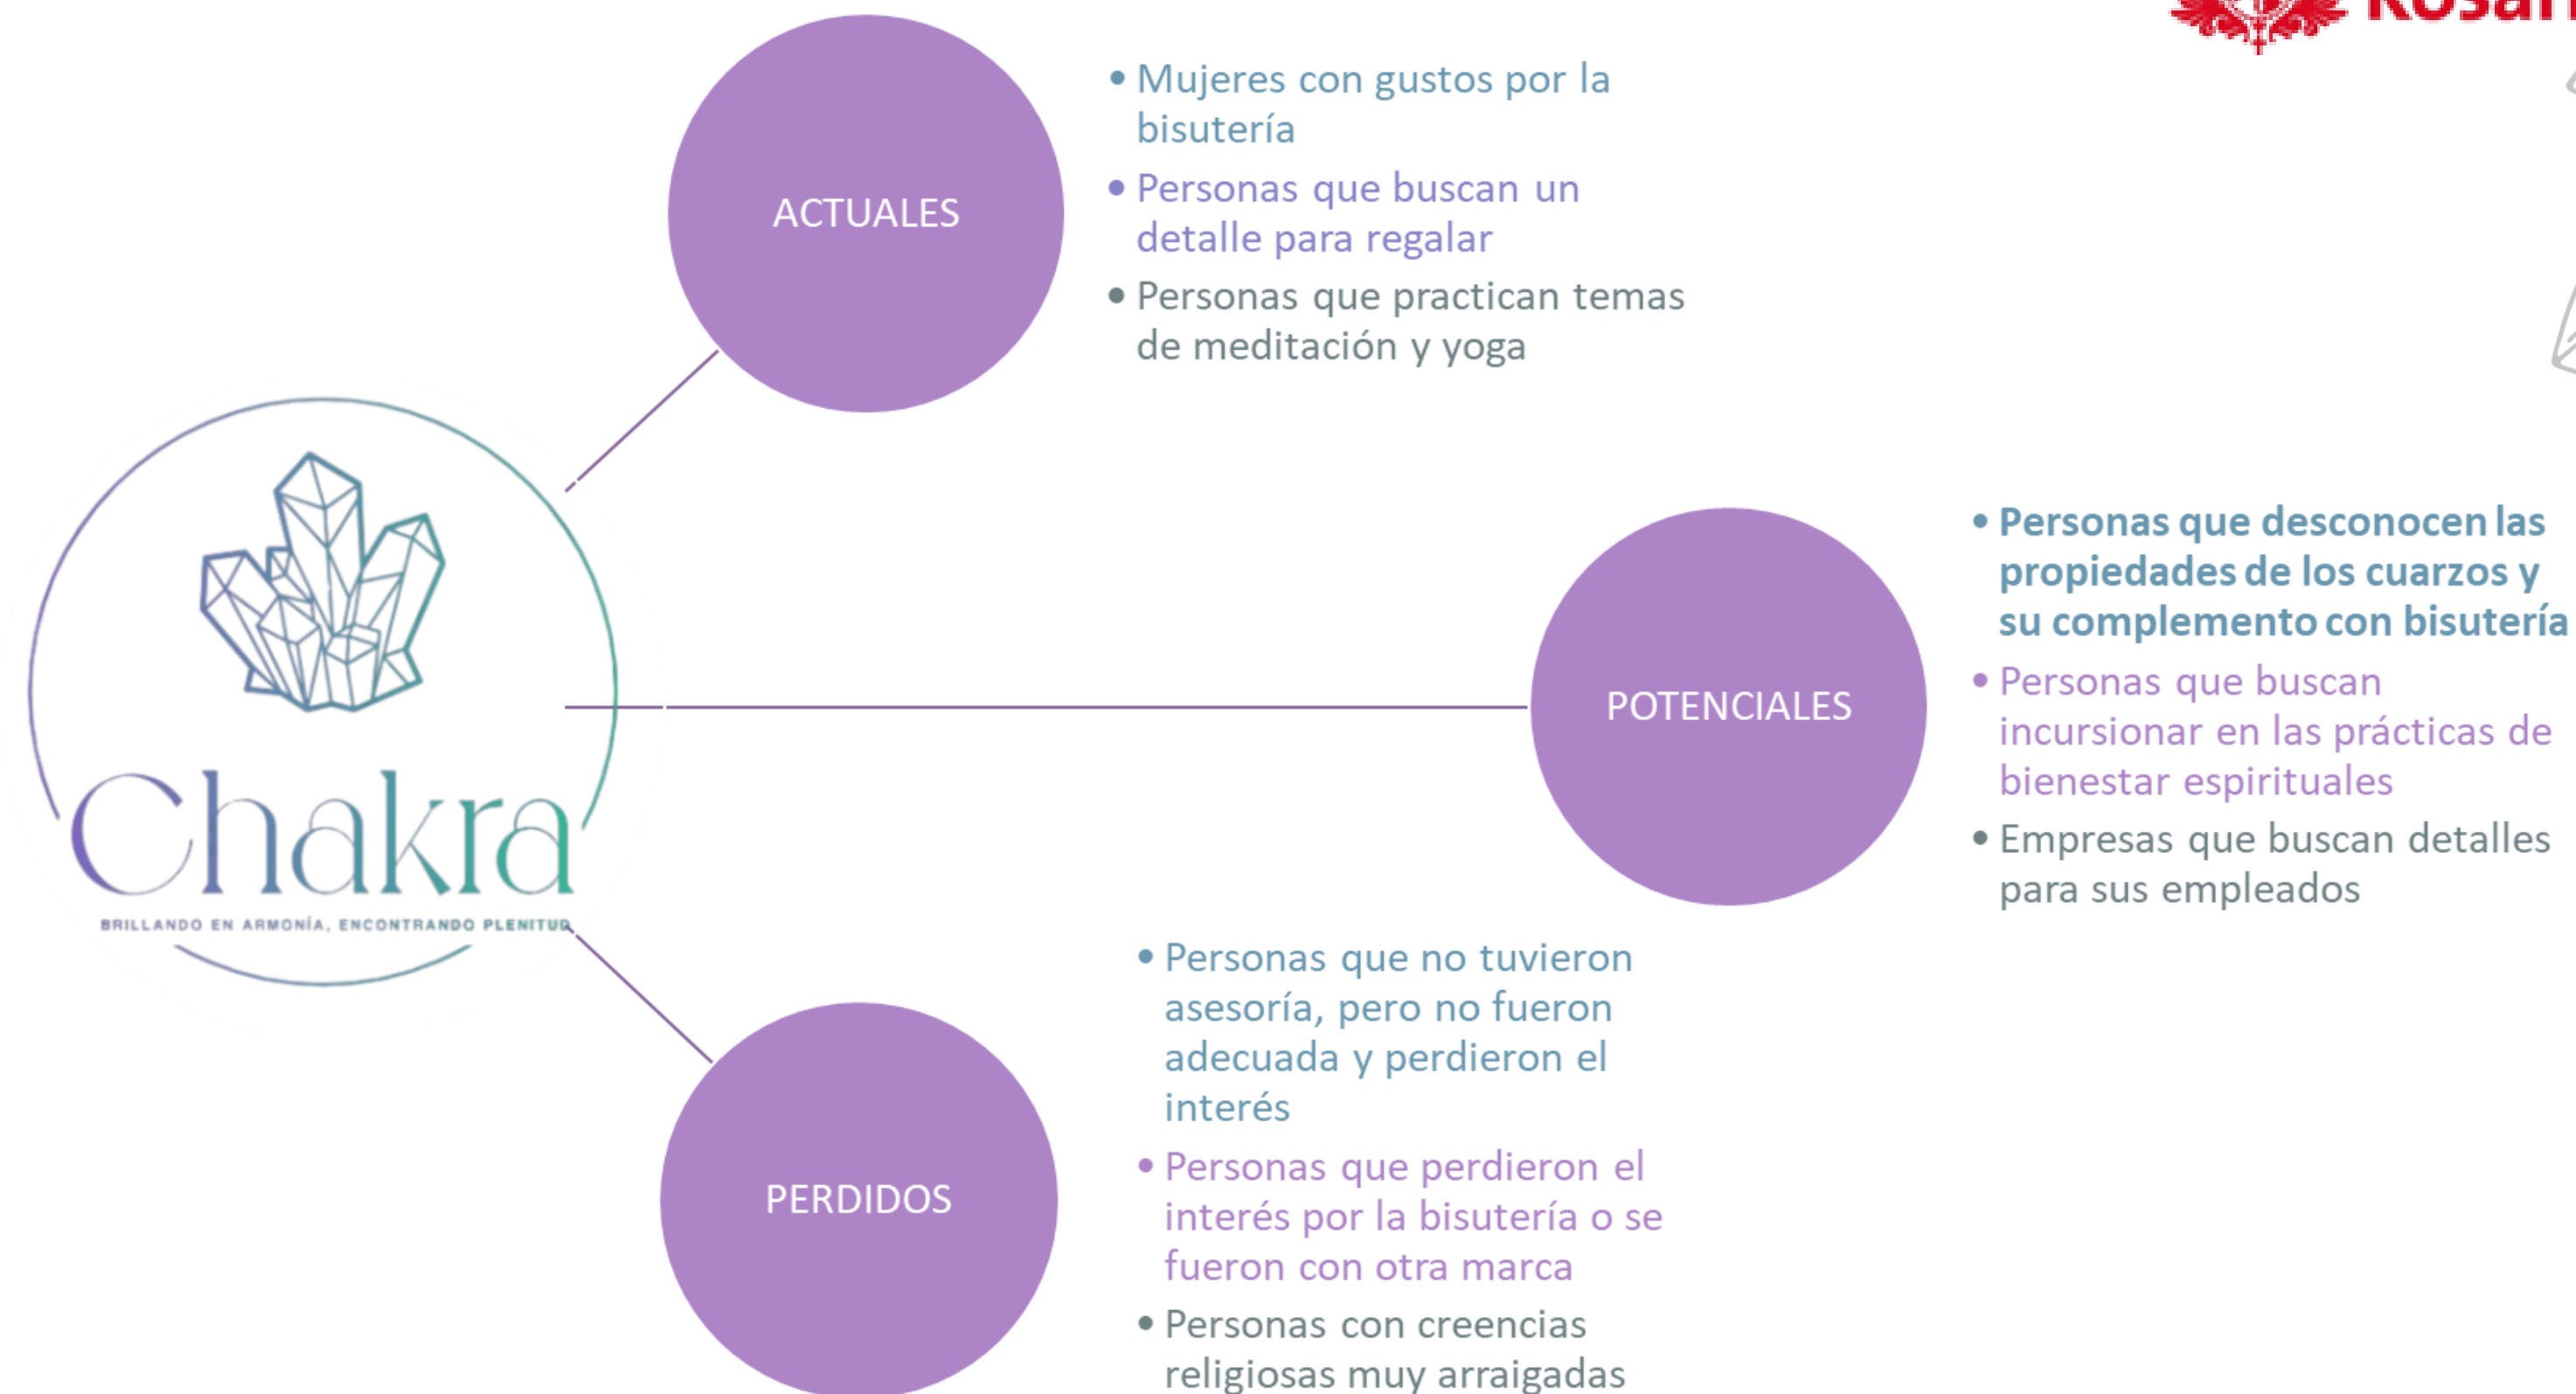 ACTUALES
• Mujeres con gustos por la
bisutería
• Personas que buscan un
detalle para regalar
• Personas que practican temas
de meditación y yoga
Chakra
BRILLANDO EN ARMONÍA, ENCONTRANDO PLENITUD
POTENCIALES
• Personas que desconocen las
propiedades de los cuarzos y
su complemento con bisutería
• Personas que buscan
incursionar en las prácticas de
bienestar espirituales
• Empresas que buscan detalles
para sus empleados
PERDIDOS
• Personas que no tuvieron
asesoría, pero no fueron
adecuada y perdieron el
interés
• Personas que perdieron el
interés por la bisutería o se
fueron con otra marca
• Personas con creencias
religiosas muy arraigadas